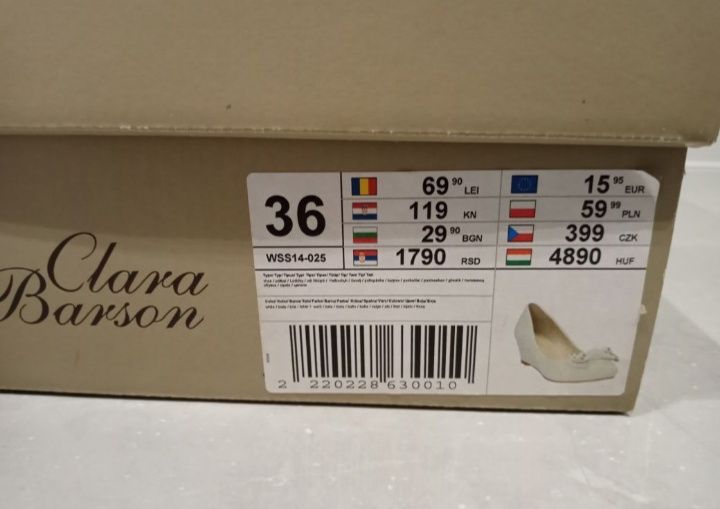 Clara
Barson
36
WSS14-025
69 90 LEI
119 KN
29 90 BGN
1790 RSD
15 95 EUR
59 99 PLN
399 CZK
4890 HUF
2 220228 630010